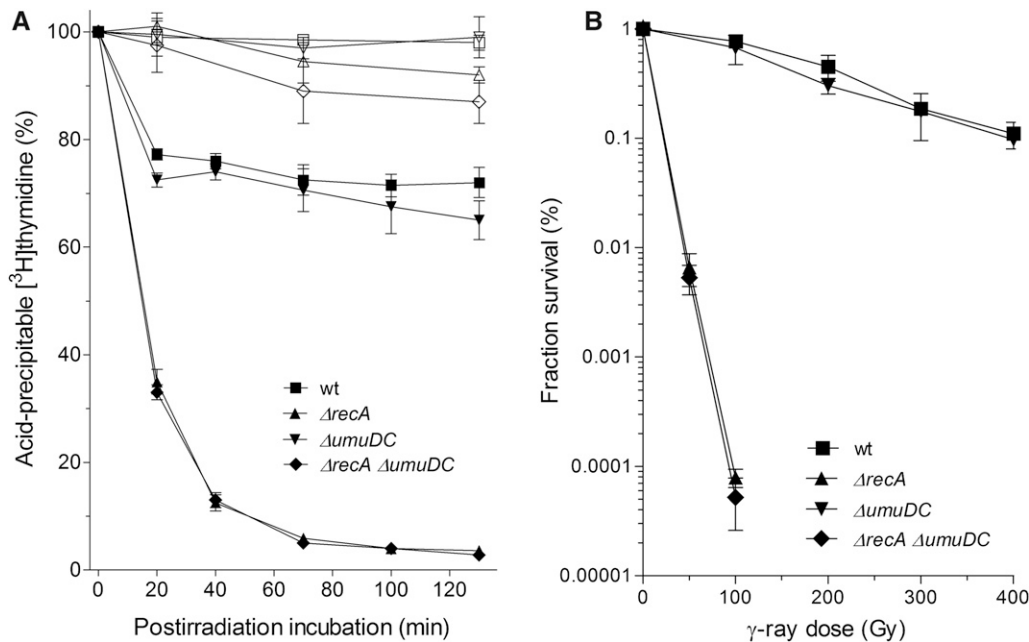 A
Acid-precipitable [³H]thymidine (%)
100
80
60
40
20
0
0 20 40 60 80 100 120
Postirradiation incubation (min)
wt
ΔrecA
ΔumuDC
ΔrecA ΔumuDC
B
Fraction survival (%)
1
0.1
0.01
0.001
0.0001
0.00001
0 100 200 300 400
γ-ray dose (Gy)
wt
ΔrecA
ΔumuDC
ΔrecA ΔumuDC